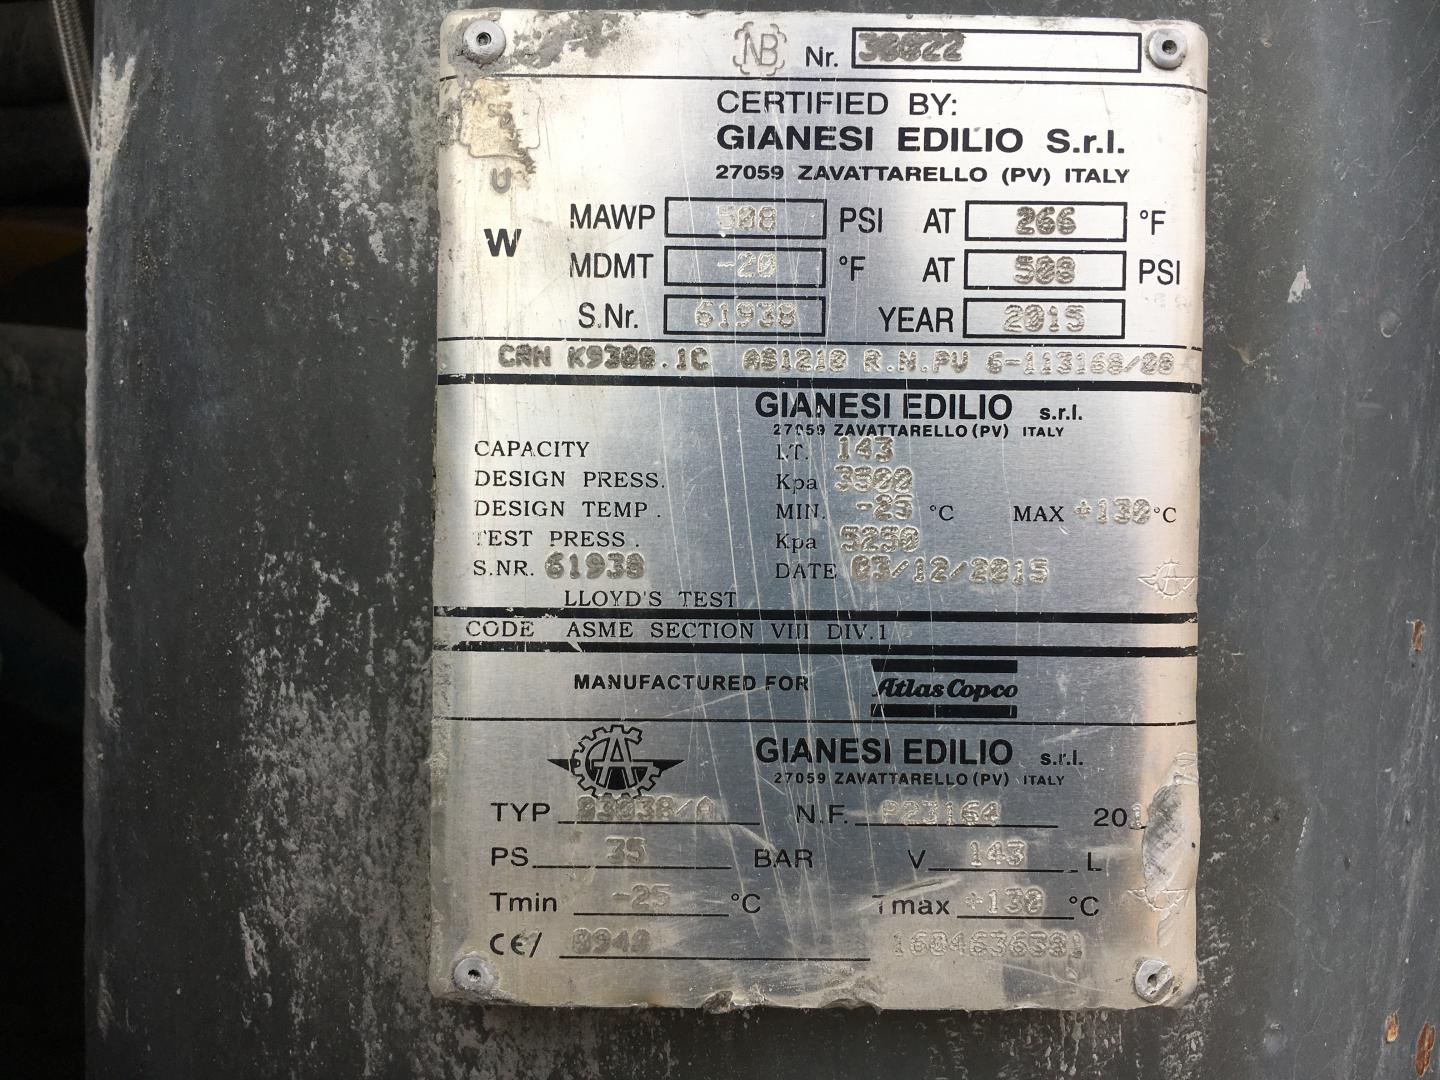 NB Nr. 38822
CERTIFIED BY:
GIANESI EDILIO S.r.l.
27059 ZAVATTARELLO (PV) ITALY
U
W
MAWP 508 PSI AT 266 °F
MDMT -20 °F AT 508 PSI
S.Nr. 61938 YEAR 2015
CRN K9308.1C AS1210 R.N.PV 6-113168/08
GIANESI EDILIO s.r.l.
27059 ZAVATTARELLO (PV) ITALY
CAPACITY LT. 143
DESIGN PRESS. Kpa 3500
DESIGN TEMP. MIN. -25 °C MAX +130 °C
TEST PRESS. Kpa 5250
S.NR. 61938 DATE 03/12/2015
LLOYD'S TEST
CODE ASME SECTION VIII DIV.1
MANUFACTURED FOR Atlas Copco
GIANESI EDILIO s.r.l.
27059 ZAVATTARELLO (PV) ITALY
TYP N.F. P23164 201
PS 35 BAR V 143 L
Tmin -25 °C Tmax +130 °C
CE/ 0948